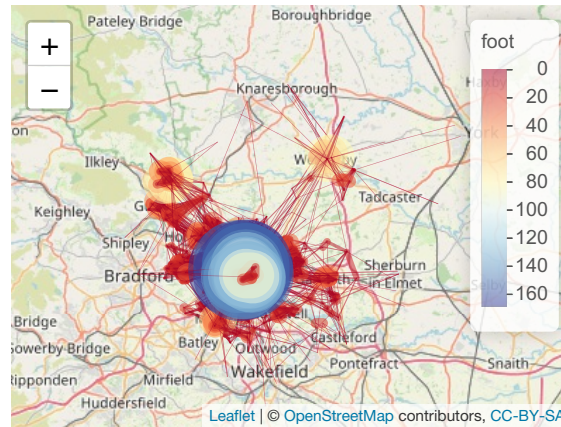 Pateley Bridge
Boroughbridge
+
−
foot
0
20
40
60
80
100
120
140
160
Knaresborough
Ilkley
Tadcaster
Keighley
Shipley
Bradford
Sherburn
in Elmet
Bridge
Sowerby Bridge
Batley
Outwood
Castleford
Pontefract
Snaith
Wakefield
Ripponden
Mirfield
Huddersfield
Leaflet | © OpenStreetMap contributors, CC-BY-SA